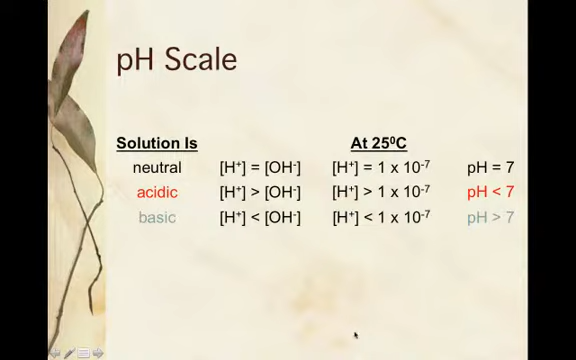 pH Scale
Solution Is At 25⁰C
neutral [H⁺] = [OH⁻] [H⁺] = 1 x 10⁻⁷ pH = 7
acidic [H⁺] > [OH⁻] [H⁺] > 1 x 10⁻⁷ pH < 7
basic [H⁺] < [OH⁻] [H⁺] < 1 x 10⁻⁷ pH > 7